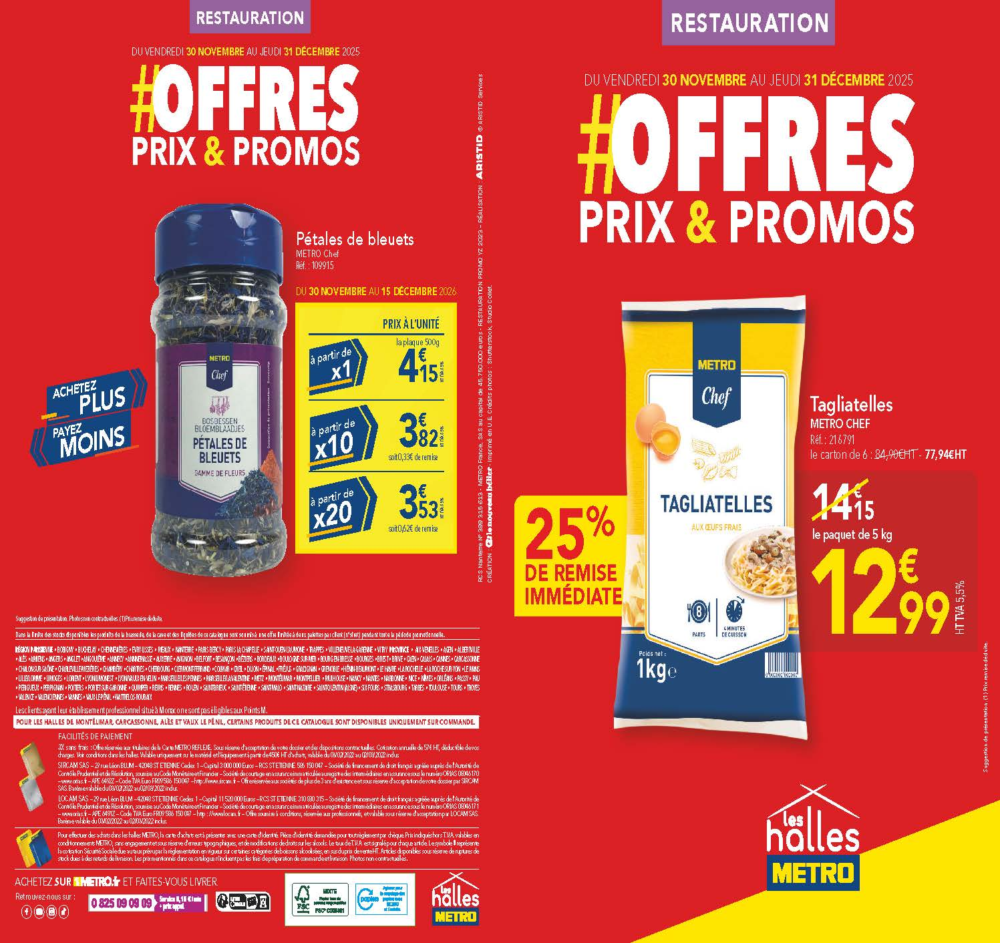 RESTAURATION
DU VENDREDI 30 NOVEMBRE AU JEUDI 31 DÉCEMBRE 2025
#OFFRES
PRIX & PROMOS
Pétales de bleuets
METRO Chef
Réf. : 109915
DU 30 NOVEMBRE AU 15 DÉCEMBRE 2026
PRIX À L'UNITÉ
la plaque 500g
à partir de
x1
4€15
HT TVA 5,5%
à partir de
x10
3€82
HT TVA 5,5%
soit 0,33€ de remise
à partir de
x20
3€53
HT TVA 5,5%
soit 0,62€ de remise
ACHETEZ
PLUS
PAYEZ
MOINS
METRO
Chef
BOSBESSEN
BLOEMBLAADJES
PÉTALES DE
BLEUETS
GAMME DE FLEURS
RCS Nanterre N° 399 315 613 - METRO France, SAS au capital de 45.750.000 euros - RESTAURATION PROMO YZ 2023 – RÉALISATION : ARISTID © ARISTID Services
CRÉATION : Imprimé en U.E. Crédits photos : Shutterstock, Studio Collet.
Suggestion de présentation. Photos non contractuelles. (1) Prix remise déduite.
Dans la limite des stocks disponibles les produits de la brasserie, de la cave et des liquides de ce catalogue sont soumis à une offre limitée à deux palettes par client (n°siret) pendant toute la période promotionnelle.
RÉGION PARISIENNE • BOBIGNY • BUCHELAY • CHENNEVIÈRES • EVRY-LISSES • MEAUX • NANTERRE • PARIS BERCY • PARIS LA CHAPELLE • SAINT OUEN L'AUMONE • TRAPPES • VILLENEUVE-LA-GARENNE • VITRY PROVINCE • AIX-VENELLES • AGEN • ALBERTVILLE
• ALÈS • AMIENS • ANGERS • ANGLET • ANGOULÊME • ANNECY • ANNEMASSE • AUXERRE • AVIGNON • BELFORT • BESANÇON • BÉZIERS • BORDEAUX • BOULOGNE-SUR-MER • BOURG-EN-BRESSE • BOURGES • BREST • BRIVE • CAEN • CALAIS • CANNES • CARCASSONNE
• CHALON-SUR-SAÔNE • CHARLEVILLE-MEZIÈRES • CHAMBÉRY • CHARTRES • CHERBOURG • CLERMONT-FERRAND • COLMAR • CREIL • DIJON • ÉPINAL • FRÉJUS • GRADIGNAN • GRENOBLE • HÉNIN-BEAUMONT • LE HAVRE • LA ROCHELLE • LA ROCHE SUR YON • LE MANS
• LILLE LOMME • LIMOGES • LORIENT • LYON LIMONEST • LYON VAULX-EN-VELIN • MARSEILLE LES PENNES • MARSEILLE LA VALENTINE • METZ • MONTÉLIMAR • MONTPELLIER • MULHOUSE • NANCY • NANTES • NARBONNE • NICE • NÎMES • ORLÉANS • PASSY • PAU
• PERIGUEUX • PERPIGNAN • POITIERS • PORTET-SUR-GARONNE • QUIMPER • REIMS • RENNES • ROUEN • SAINT BRIEUC • SAINT-ÉTIENNE • SAINT MALO • SAINT NAZAIRE • SAINT QUENTIN (AISNE) • SIX-FOURS • STRASBOURG • TARBES • TOULOUSE • TOURS • TROYES
• VALENCE • VALENCIENNES • VANNES • VAUX-LE-PÉNIL • WATTRELOS-ROUBAIX
Les clients ayant leur établissement professionnel situé à Monaco ne sont pas éligibles aux Points M.
POUR LES HALLES DE MONTÉLIMAR, CARCASSONNE, ALÈS ET VAUX LE PÉNIL, CERTAINS PRODUITS DE CE CATALOGUE SONT DISPONIBLES UNIQUEMENT SUR COMMANDE.
FACILITÉS DE PAIEMENT
3X sans frais : Offre réservée aux titulaires de la Carte METRO REFLEXE. Sous réserve d'acceptation de votre dossier et des dispositions contractuelles. Cotisation annuelle de 57€ HT, déductible de vos
charges. Voir conditions dans les halles. Valable uniquement sur le matériel et l'équipement à partir de 450€ HT d'achats, valable du 03/02/2022 au 02/03/2022 inclus
SIRCAM SAS – 29 rue Léon BLUM – 42048 ST ETIENNE Cedex 1 – Capital 3 000 000 Euros – RCS ST ETIENNE 586 150 047 – Société de financement de droit français agréée auprès de l'Autorité de
Contrôle Prudentiel et de Résolution, soumise au Code Monétaire et Financier – Société de courtage en assurance immatriculée au registre des intermédiaires en assurance sous le numéro ORIAS 08046170
– www.orias.fr – APE 6492Z – Code TVA Euro FR09 586 150 047 – http://www.sircam.fr – Offre réservée aux sociétés de plus de 3 ans d'existence et sous réserve d'acceptation de votre dossier par SIRCAM
SAS. Barème valable du 03/02/2022 au 02/03/2022 inclus.
LOCAM SAS – 29 rue Léon BLUM – 42048 ST ETIENNE Cedex 1 – Capital 11 520 000 Euros – RCS ST ETIENNE 310 880 315 – Société de financement de droit français agréée auprès de l'Autorité de
Contrôle Prudentiel et de Résolution, soumise au Code Monétaire et Financier – Société de courtage en assurance immatriculée au registre des intermédiaires en assurance sous le numéro ORIAS 08046171
– www.orias.fr – APE 6491Z – Code TVA Euro FR09 586 150 047 – http : //www.locam.fr – Offre soumise à conditions, réservée aux professionnels, et valable sous réserve d'acceptation par LOCAM SAS.
Barème valable du 03/02/2022 au 02/03/2022 inclus.
Pour effectuer des achats dans les halles METRO, la carte d'achats est à présenter avec une carte d'identité. Pièce d'identité demandée pour tout règlement par chèque. Prix indiqués hors T.V.A. valables en
conditionnements METRO, sans engagement et sous réserve d'erreurs typographiques, et de modifications de droits sur les alcools. Le taux de T.V.A. est signalé pour chaque article. Le symbole représente
la cotisation Sécurité Sociale due au taux prévu par la réglementation en vigueur sur certaines catégories de boissons alcoolisées, en sus du prix de vente HT. Articles disponibles sous réserve de ruptures de
stock dues à des retards de livraison. Les prix mentionnés dans ce catalogue n'incluent pas les frais de préparation de commande et livraison. Photos non contractuelles.
ACHETEZ SUR METRO.fr ET FAITES-VOUS LIVRER
Retrouvez-nous sur :
0 825 09 09 09
Service 0,15 € / min
+ prix appel
FSC
MIXTE
les halles
METRO
RESTAURATION
DU VENDREDI 30 NOVEMBRE AU JEUDI 31 DÉCEMBRE 2025
#OFFRES
PRIX & PROMOS
METRO
Chef
TAGLIATELLES
AUX ŒUFS FRAIS
8
PARTS
4 MINUTES
DE CUISSON
Poids net :
1kg℮
Tagliatelles
METRO CHEF
Réf. : 216791
le carton de 6 : 84,90€HT - 77,94€HT
14€15
le paquet de 5 kg
12€99
HT TVA 5,5%
25%
DE REMISE
IMMÉDIATE
Suggestion de présentation. (1) Prix remise déduite.
les halles
METRO